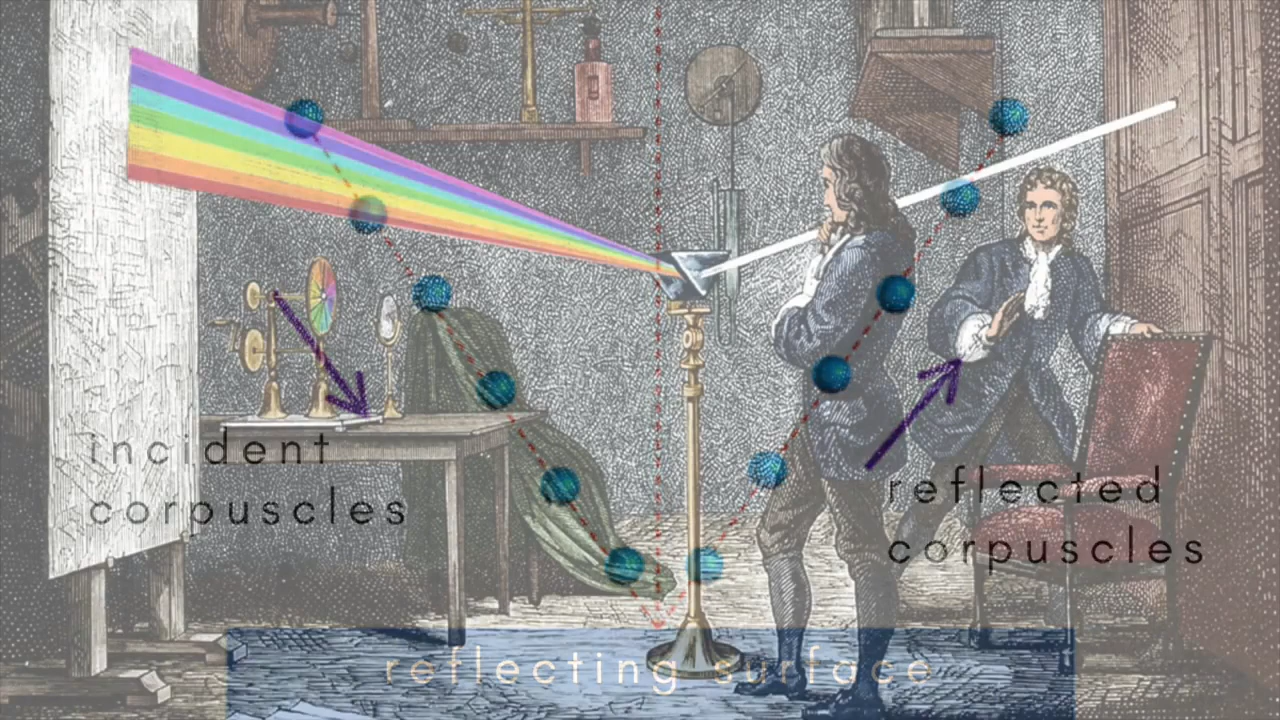 incident
corpuscles
reflected
corpuscles
reflecting surface